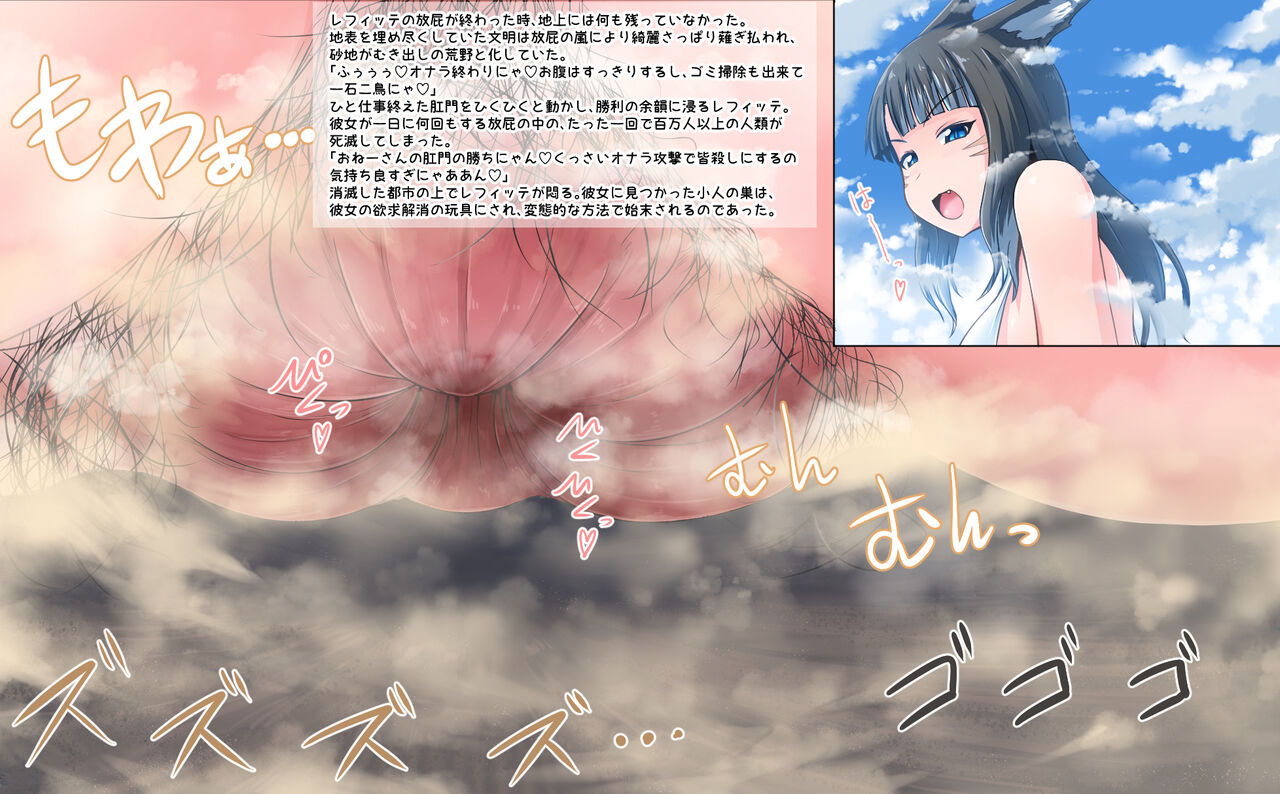 レフィッテの放屁が終わった時、地上には何も残っていなかった。
地表を埋め尽くしていた文明は放屁の嵐により綺麗さっぱり薙ぎ払われ、
砂地がむき出しの荒野と化していた。
「ふぅぅぅ♡オナラ終わりにゃ♡お腹はすっきりするし、ゴミ掃除も出来て
一石二鳥にゃ♡」
ひと仕事終えた肛門をひくひくと動かし、勝利の余韻に浸るレフィッテ。
彼女が一日に何回もする放屁の中の、たった一回で百万人以上の人類が
死滅してしまった。
「おねーさんの肛門の勝ちにゃん♡くっさいオナラ攻撃で皆殺しにするの
気持ち良すぎにゃああん♡」
消滅した都市の上でレフィッテが悶る。彼女に見つかった小人の巣は、
彼女の欲求解消の玩具にされ、変態的な方法で始末されるのであった。
もわぁ…
はーっ♡
ぴくっ♡
ひくひくっ♡
むん
むんっ
ズズズズ…
ゴゴゴ